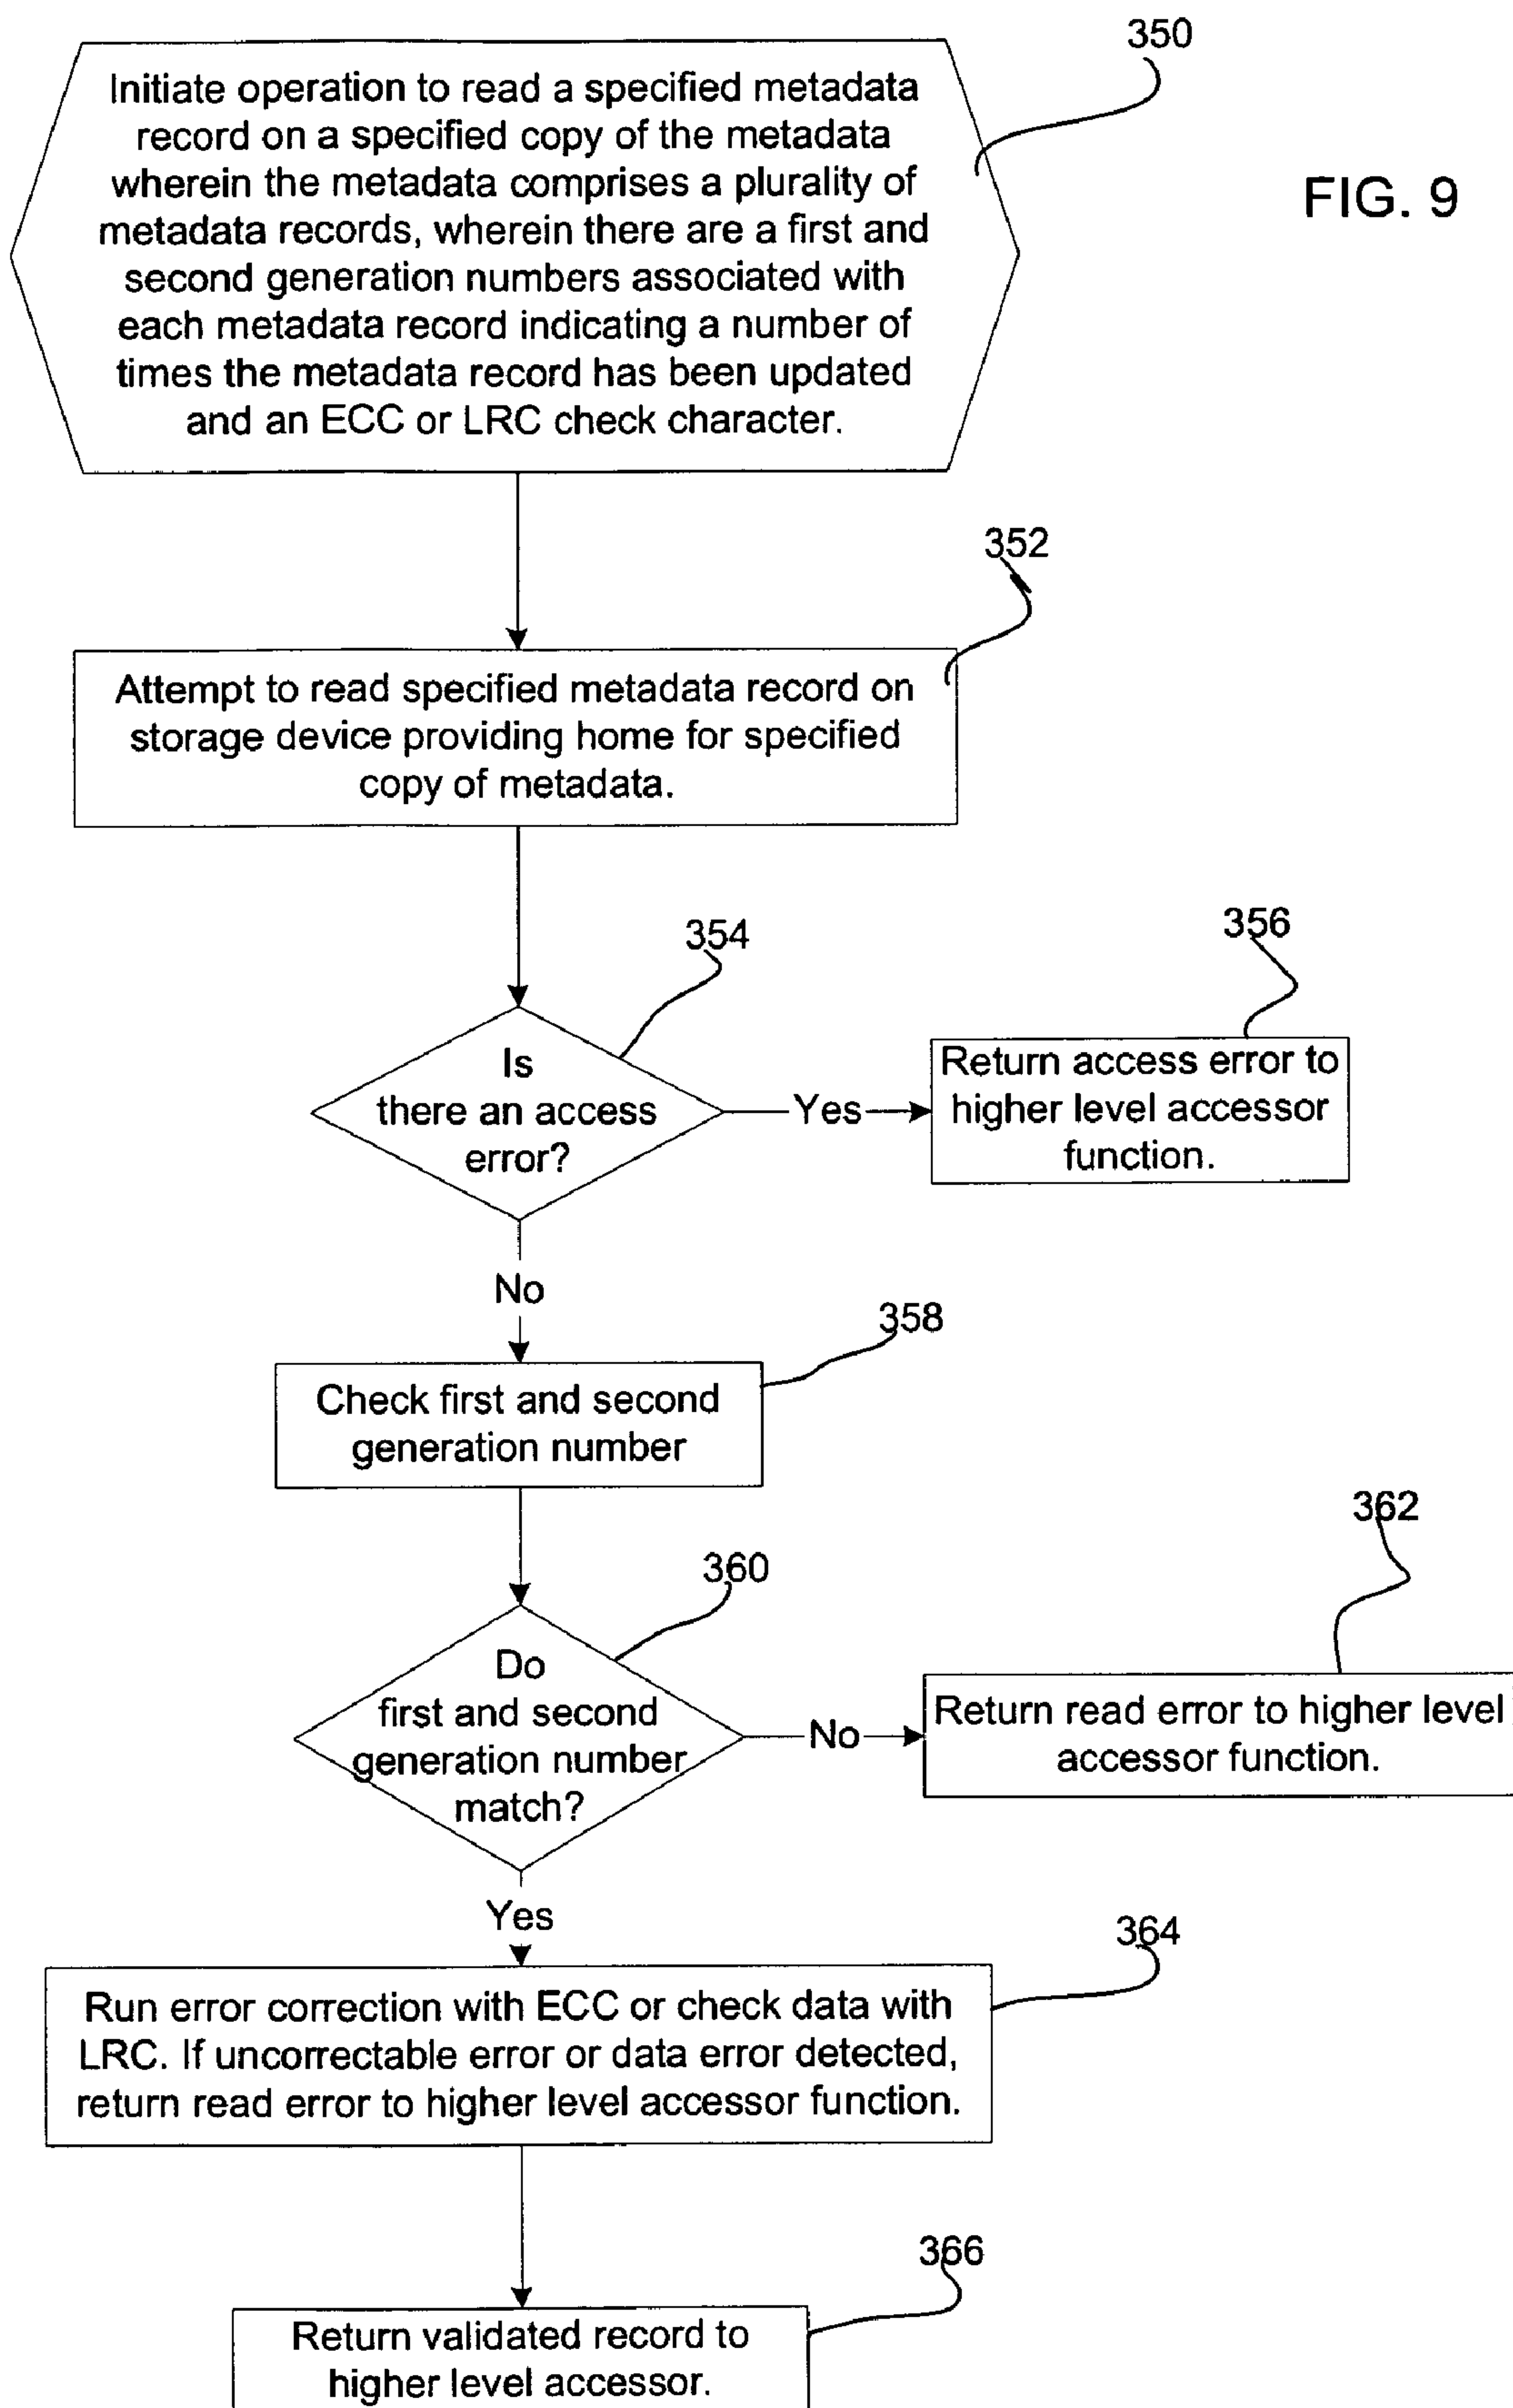 350
Initiate operation to read a specified metadata
record on a specified copy of the metadata
wherein the metadata comprises a plurality of
metadata records, wherein there are a first and
second generation numbers associated with
each metadata record indicating a number of
times the metadata record has been updated
and an ECC or LRC check character.
FIG. 9
352
Attempt to read specified metadata record on
storage device providing home for specified
copy of metadata.
354
Is
there an access
error?
Yes
356
Return access error to
higher level accessor
function.
No
358
Check first and second
generation number
360
Do
first and second
generation number
match?
No
362
Return read error to higher level
accessor function.
Yes
364
Run error correction with ECC or check data with
LRC. If uncorrectable error or data error detected,
return read error to higher level accessor function.
366
Return validated record to
higher level accessor.